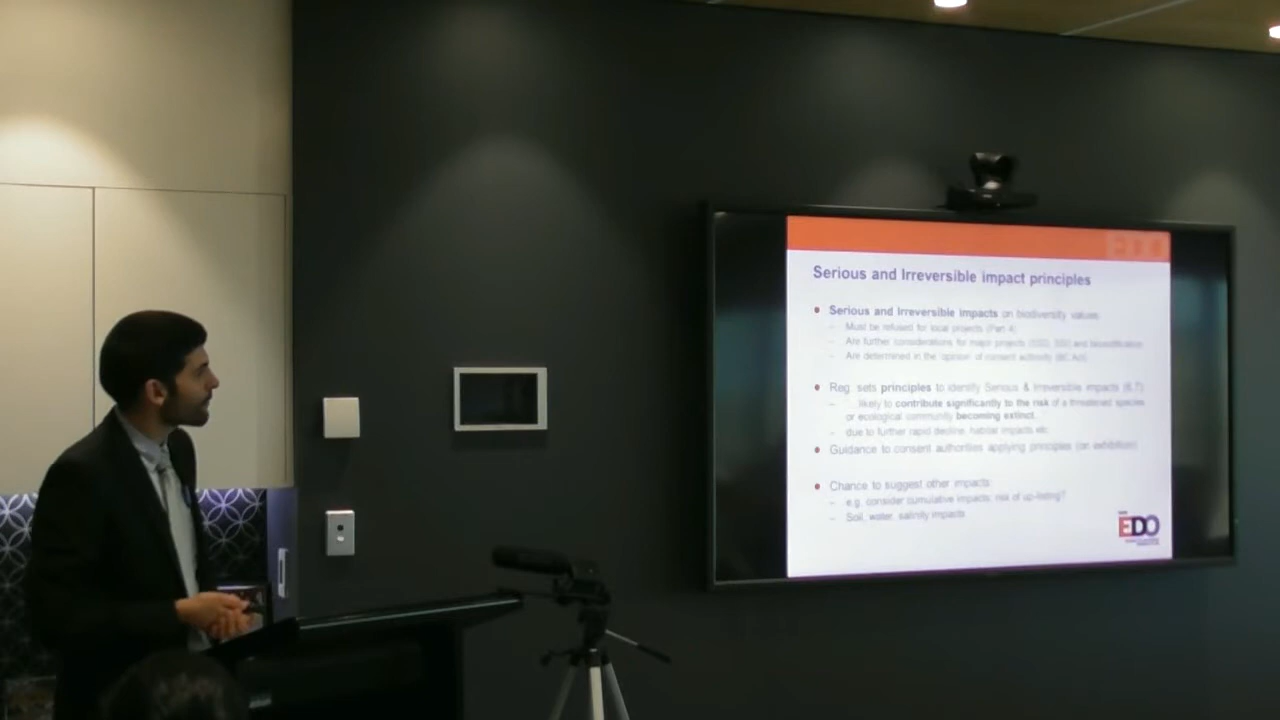 EDO
Serious and Irreversible impact principles
Serious and Irreversible impacts on biodiversity values
– Must be refused for local projects (Part 4)
– Are further considerations for major projects (SSD, SSI and biocertification
– Are determined in the 'opinion' of consent authority (BC Act)
Reg. sets principles to identify Serious & Irreversible impacts (6.7)
– ... likely to contribute significantly to the risk of a threatened species
or ecological community becoming extinct
– due to further rapid decline, habitat impacts etc.
Guidance to consent authorities applying principles (on exhibition)
Chance to suggest other impacts:
– e.g. consider cumulative impacts: risk of up-listing?
– Soil, water, salinity impacts
EDO